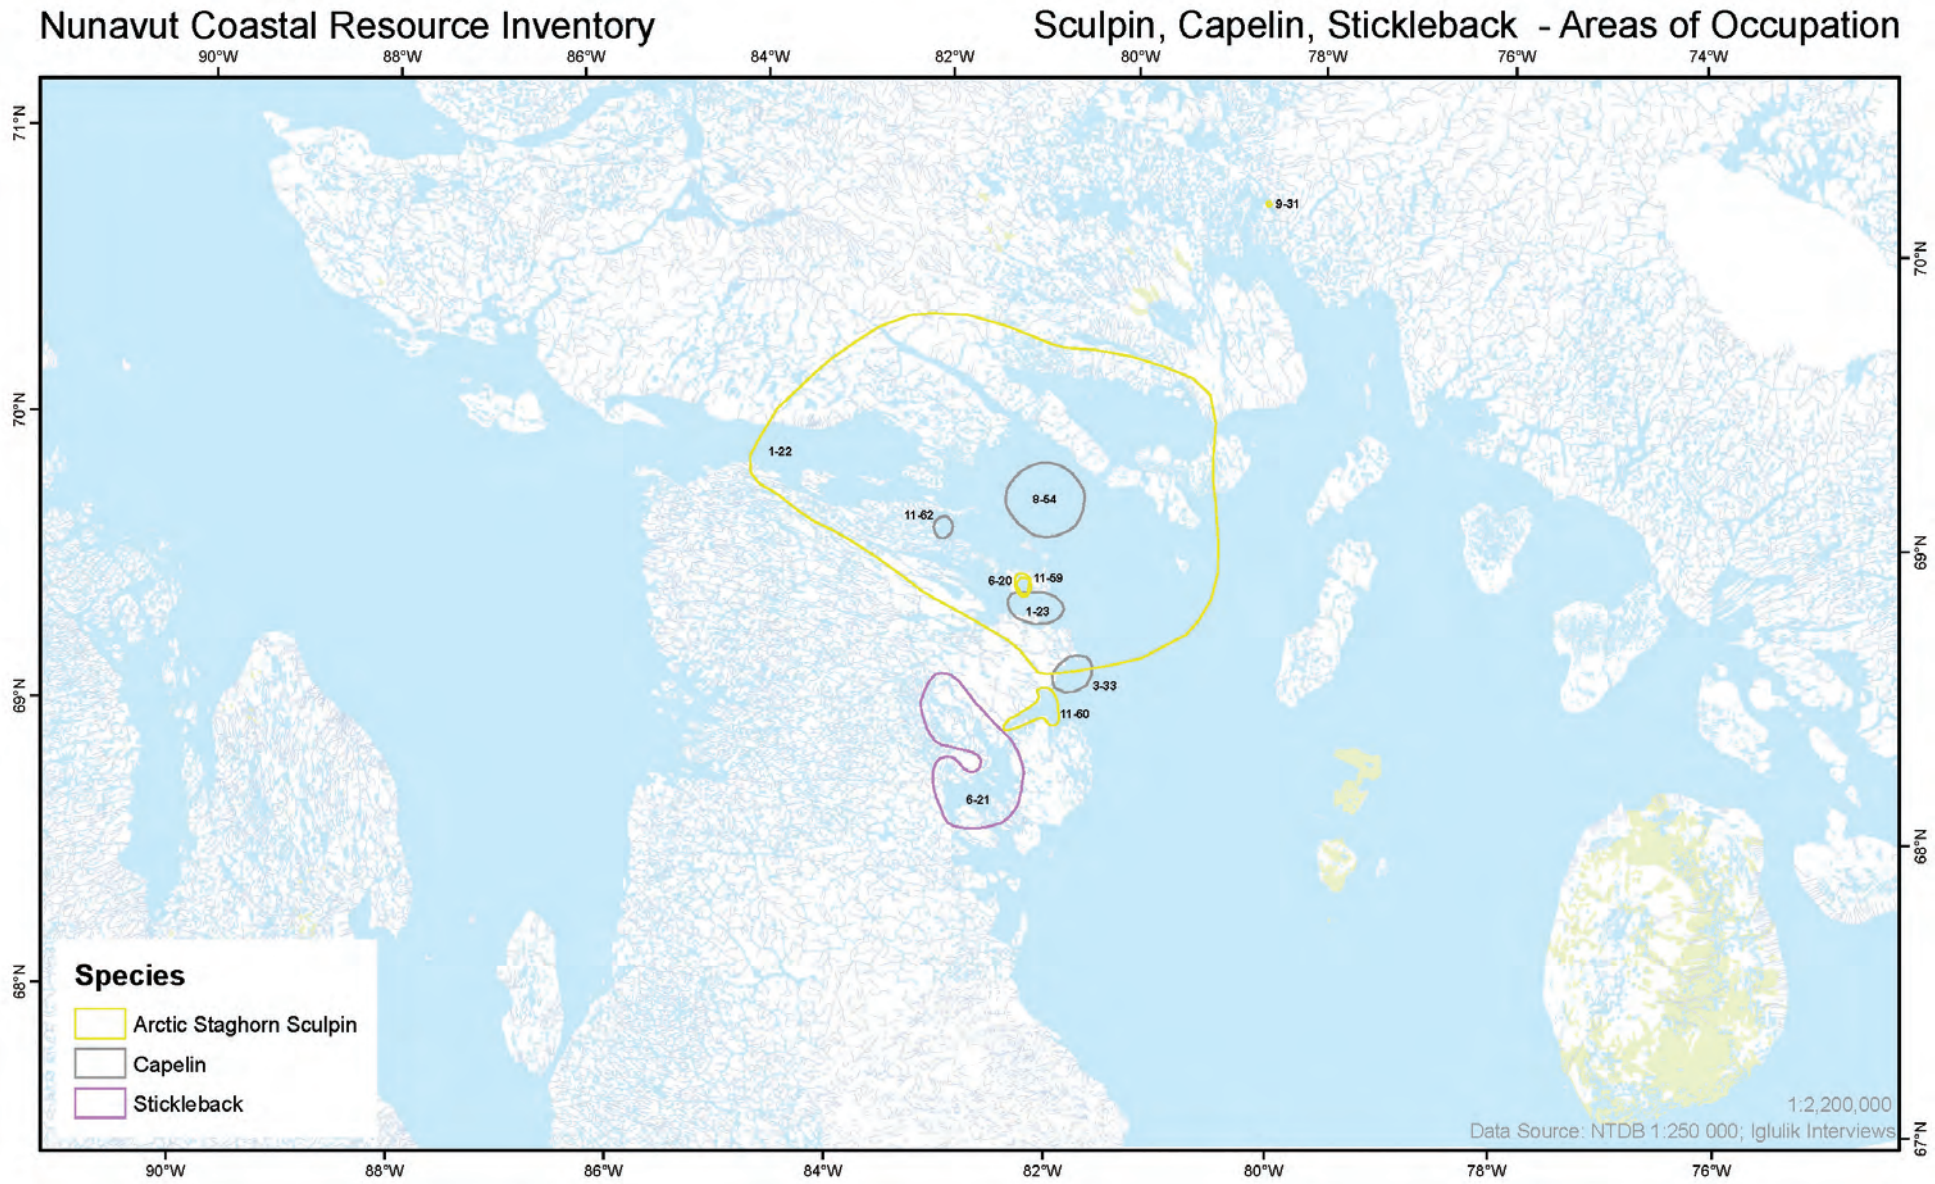 Nunavut Coastal Resource Inventory
Sculpin, Capelin, Stickleback - Areas of Occupation
90°W 88°W 86°W 84°W 82°W 80°W 78°W 76°W 74°W
71°N
70°N
69°N
68°N
70°N
69°N
68°N
67°N
9-31
1-22
8-54
11-62
6-20
11-59
1-23
3-33
11-60
6-21
Species
Arctic Staghorn Sculpin
Capelin
Stickleback
1:2,200,000
Data Source: NTDB 1:250 000; Iglulik Interviews
90°W 88°W 86°W 84°W 82°W 80°W 78°W 76°W